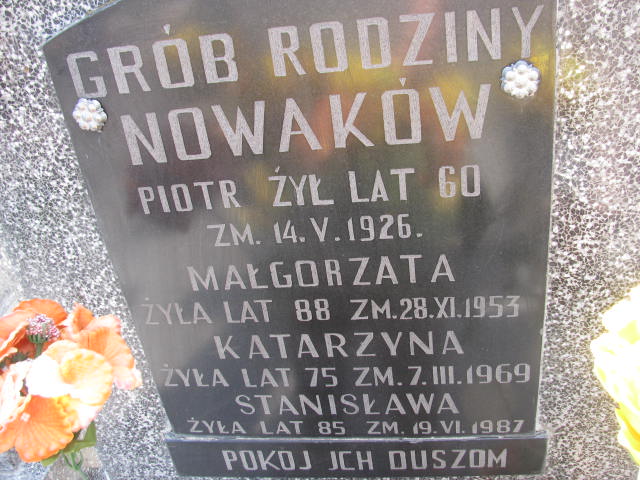 GRÓB RODZINY
NOWAKÓW
PIOTR ŻYŁ LAT 60
ZM. 14.V.1926.
MAŁGORZATA
ŻYŁA LAT 88 ZM.28.XI.1953
KATARZYNA
ŻYŁA LAT 75 ZM.7.III.1969
STANISŁAWA
ŻYŁA LAT 85 ZM.19.VI.1987
POKÓJ JCH DUSZOM